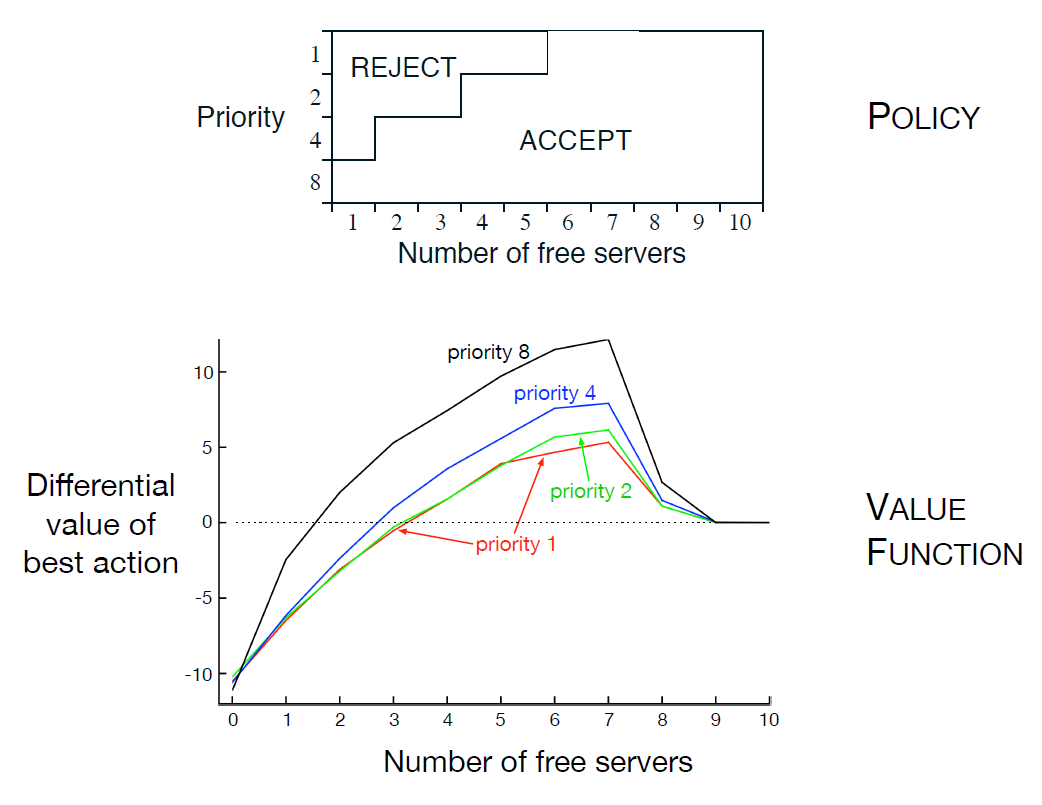 1
REJECT
2
Priority
POLICY
4
ACCEPT
8
1 2 3 4 5 6 7 8 9 10
Number of free servers
priority 8
10
priority 4
5
priority 2
Differential
value of
best action
VALUE
FUNCTION
0
priority 1
-5
-10
0 1 2 3 4 5 6 7 8 9 10
Number of free servers